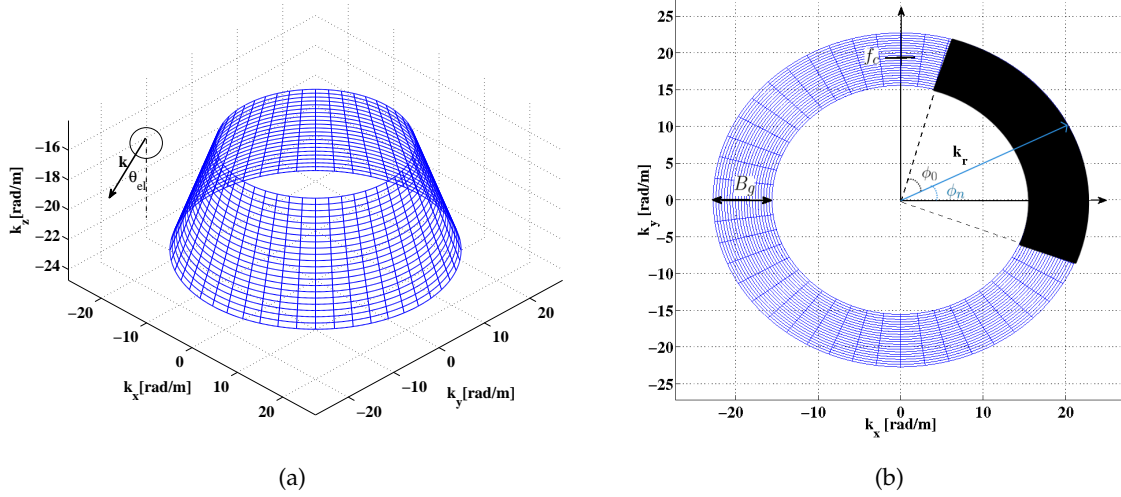 −16
−18
−20
−22
−24
k_z[rad/m]
k
θ_el
−20
−10
0
10
20
k_x[rad/m]
−20
−10
0
10
20
k_y[rad/m]
(a)
25
20
15
10
5
0
−5
−10
−15
−20
−25
k_y [rad/m]
f̄_c
B_g
k_r
ϕ_0
ϕ_n
−20
−10
0
10
20
k_x [rad/m]
(b)